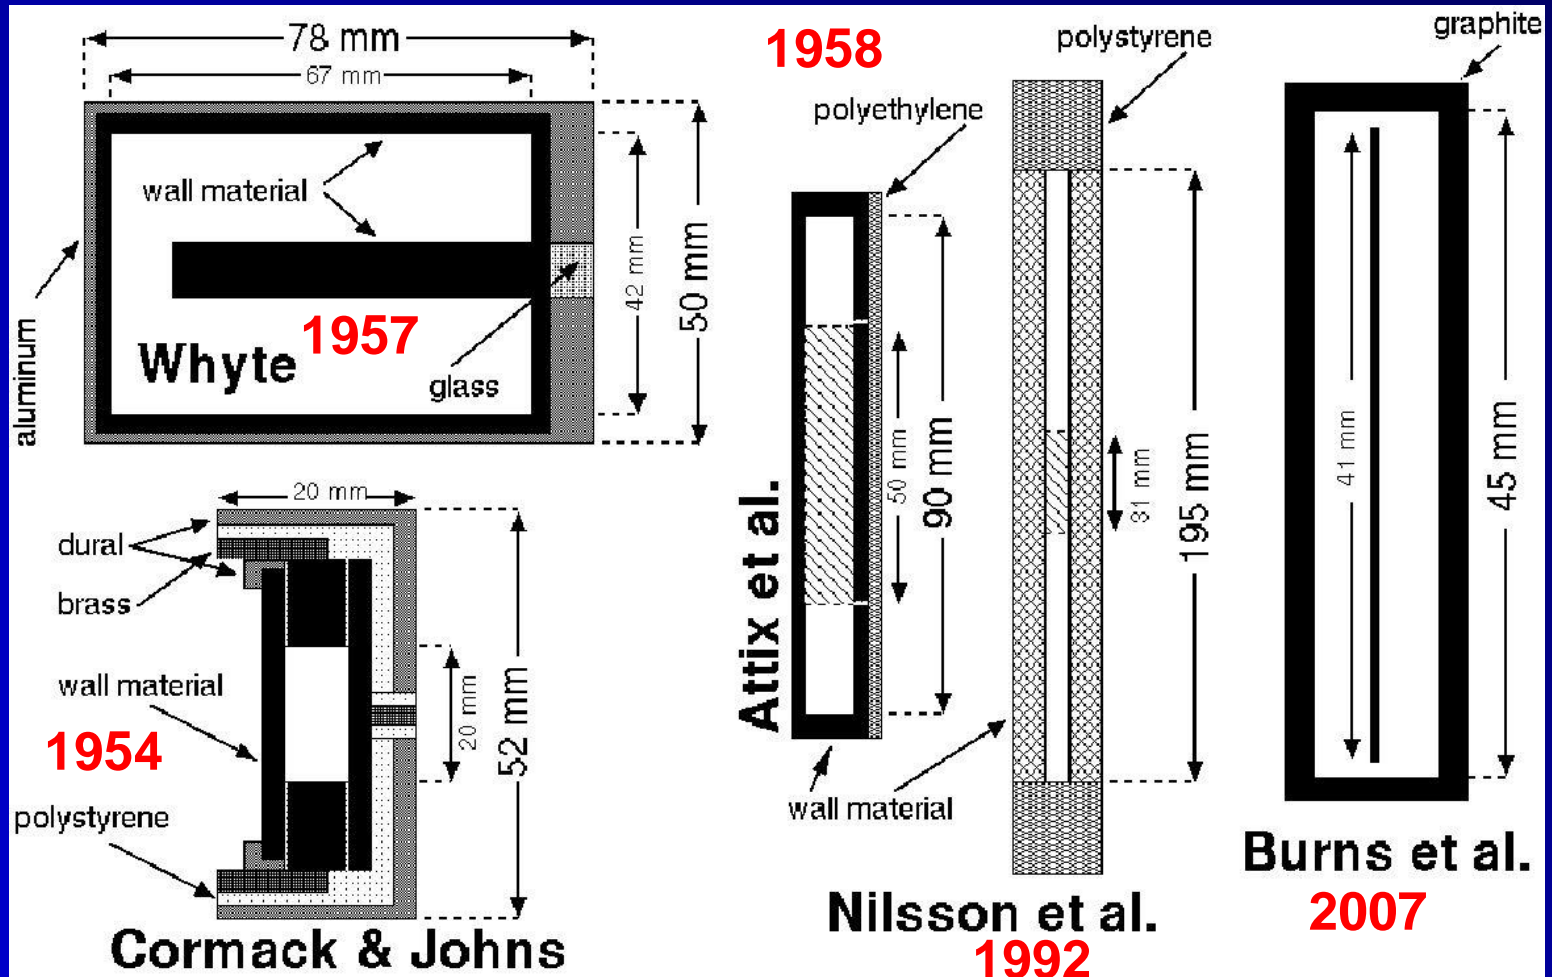 78 mm
67 mm
wall material
aluminum
1957
Whyte
glass
42 mm
50 mm
20 mm
dural
brass
wall material
1954
polystyrene
20 mm
52 mm
Cormack & Johns
1958
polyethylene
50 mm
90 mm
Attix et al.
wall material
polystyrene
31 mm
195 mm
Nilsson et al.
1992
graphite
41 mm
45 mm
Burns et al.
2007